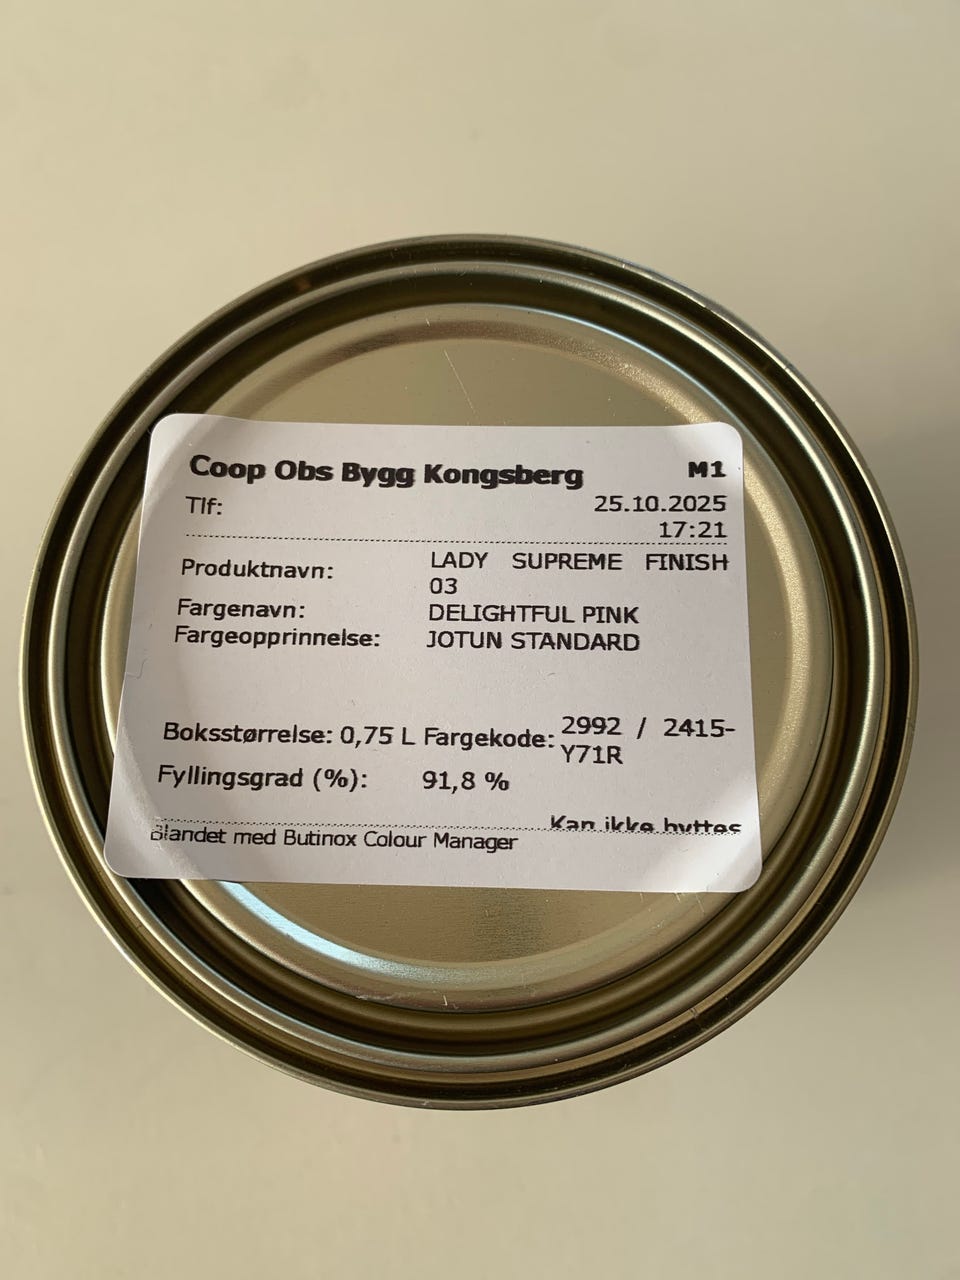 Coop Obs Bygg Kongsberg M1
Tlf: 25.10.2025
17:21
Produktnavn: LADY SUPREME FINISH
03
Fargenavn: DELIGHTFUL PINK
Fargeopprinnelse: JOTUN STANDARD
Boksstørrelse: 0,75 L Fargekode: 2992 / 2415-
Y71R
Fyllingsgrad (%): 91,8 %
Kan ikke byttes
Blandet med Butinox Colour Manager